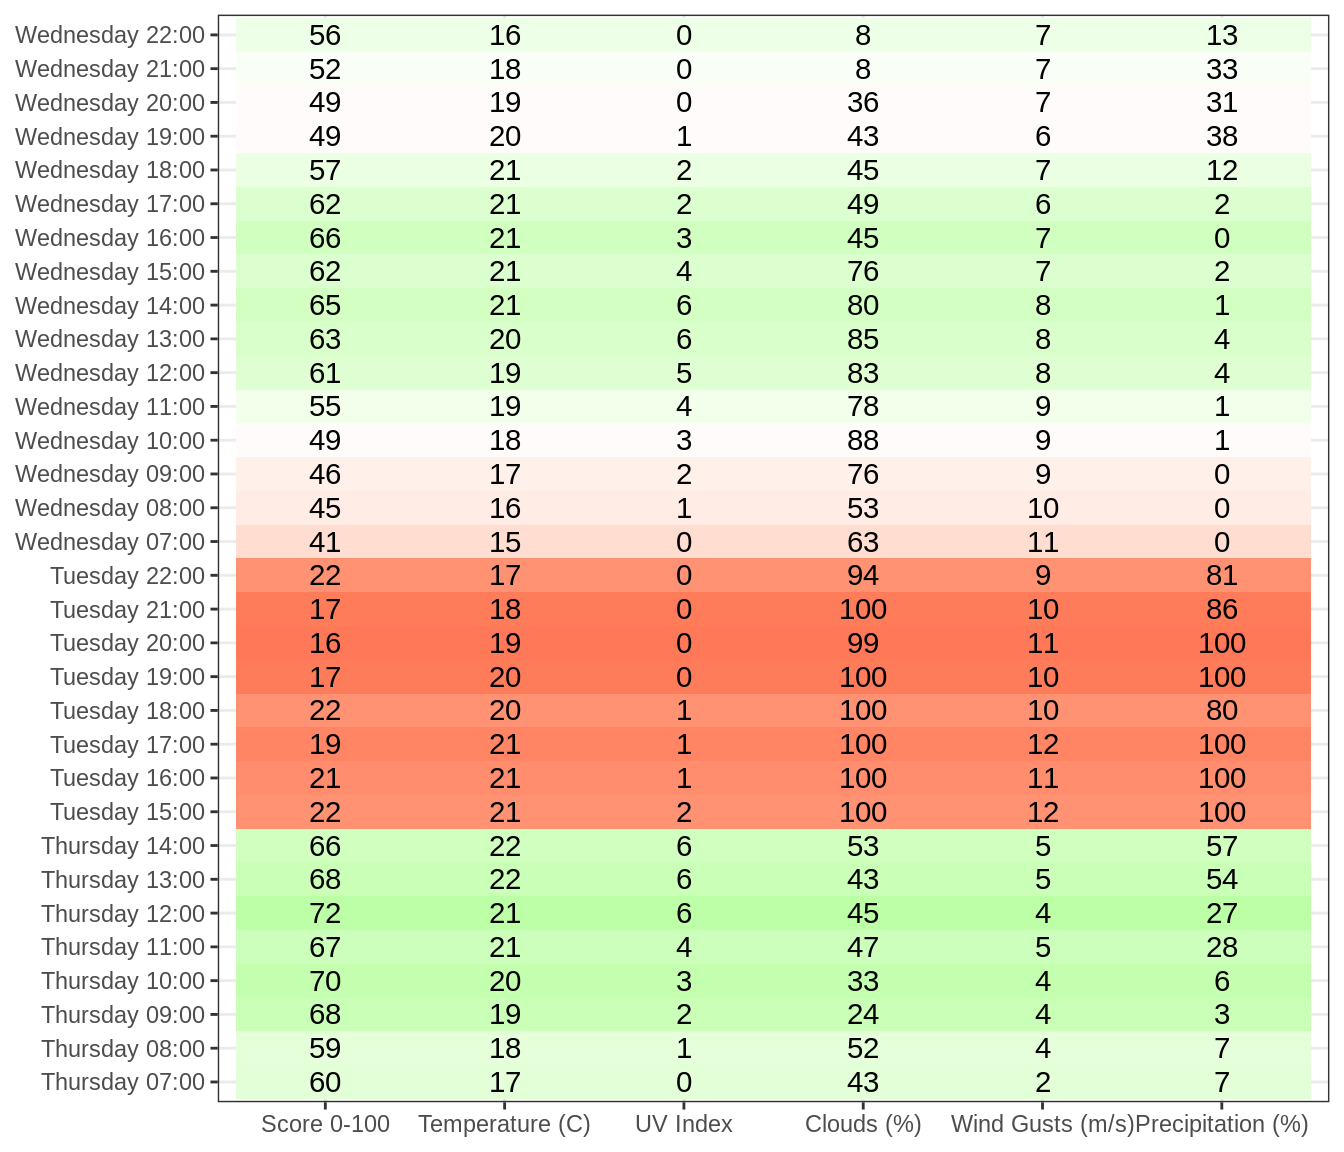 Wednesday 22:00 56 16 0 8 7 13
Wednesday 21:00 52 18 0 8 7 33
Wednesday 20:00 49 19 0 36 7 31
Wednesday 19:00 49 20 1 43 6 38
Wednesday 18:00 57 21 2 45 7 12
Wednesday 17:00 62 21 2 49 6 2
Wednesday 16:00 66 21 3 45 7 0
Wednesday 15:00 62 21 4 76 7 2
Wednesday 14:00 65 21 6 80 8 1
Wednesday 13:00 63 20 6 85 8 4
Wednesday 12:00 61 19 5 83 8 4
Wednesday 11:00 55 19 4 78 9 1
Wednesday 10:00 49 18 3 88 9 1
Wednesday 09:00 46 17 2 76 9 0
Wednesday 08:00 45 16 1 53 10 0
Wednesday 07:00 41 15 0 63 11 0
Tuesday 22:00 22 17 0 94 9 81
Tuesday 21:00 17 18 0 100 10 86
Tuesday 20:00 16 19 0 99 11 100
Tuesday 19:00 17 20 0 100 10 100
Tuesday 18:00 22 20 1 100 10 80
Tuesday 17:00 19 21 1 100 12 100
Tuesday 16:00 21 21 1 100 11 100
Tuesday 15:00 22 21 2 100 12 100
Thursday 14:00 66 22 6 53 5 57
Thursday 13:00 68 22 6 43 5 54
Thursday 12:00 72 21 6 45 4 27
Thursday 11:00 67 21 4 47 5 28
Thursday 10:00 70 20 3 33 4 6
Thursday 09:00 68 19 2 24 4 3
Thursday 08:00 59 18 1 52 4 7
Thursday 07:00 60 17 0 43 2 7
Score 0-100 Temperature (C) UV Index Clouds (%) Wind Gusts (m/s) Precipitation (%)